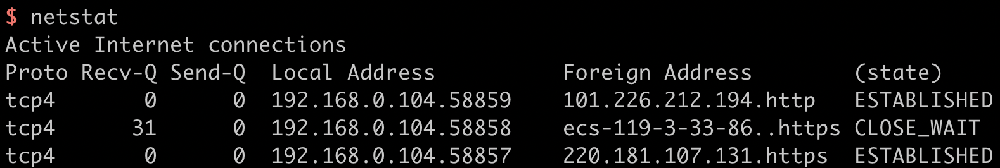 $ netstat
Active Internet connections
Proto Recv-Q Send-Q  Local Address          Foreign Address        (state)
tcp4       0      0  192.168.0.104.58859    101.226.212.194.http   ESTABLISHED
tcp4      31      0  192.168.0.104.58858    ecs-119-3-33-86..https CLOSE_WAIT
tcp4       0      0  192.168.0.104.58857    220.181.107.131.https  ESTABLISHED